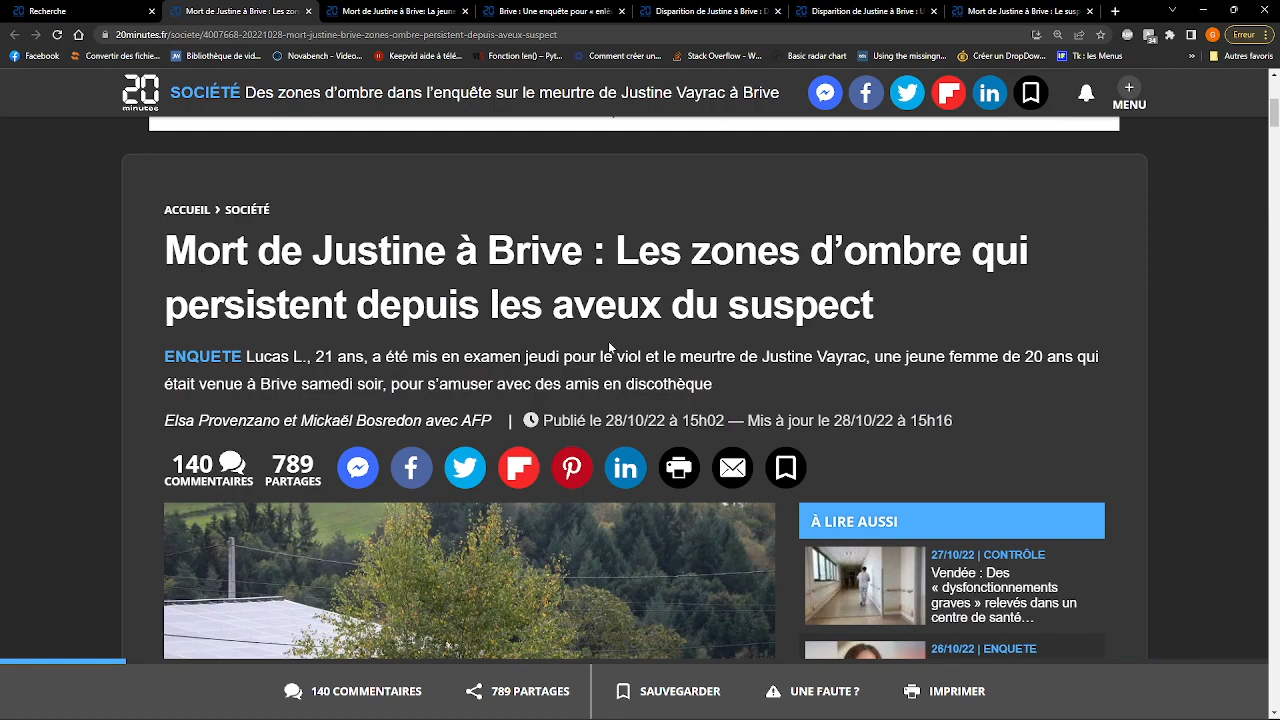 Recherche
Mort de Justine à Brive : Les zon
Mort de Justine à Brive: La jeune
Brive : Une enquête pour « enlèv
Disparition de Justine à Brive : D
Disparition de Justine à Brive : U
Mort de Justine à Brive : Le susp
20minutes.fr/societe/4007668-20221028-mort-justine-brive-zones-ombre-persistent-depuis-aveux-suspect
Erreur
Facebook
Convertir des fichie...
Bibliothèque de vid...
Novabench - Video...
Keepvid aide à télé...
Fonction len() — Pyt...
Comment créer un...
Stack Overflow - W...
Basic radar chart
Using the missingn...
Créer un DropDow...
Tk : les Menus
»
Autres favoris
20 minutes
SOCIÉTÉ Des zones d’ombre dans l’enquête sur le meurtre de Justine Vayrac à Brive
MENU
ACCUEIL › SOCIÉTÉ
Mort de Justine à Brive : Les zones d’ombre qui
persistent depuis les aveux du suspect
ENQUETE Lucas L., 21 ans, a été mis en examen jeudi pour le viol et le meurtre de Justine Vayrac, une jeune femme de 20 ans qui
était venue à Brive samedi soir, pour s’amuser avec des amis en discothèque
Elsa Provenzano et Mickaël Bosredon avec AFP | Publié le 28/10/22 à 15h02 — Mis à jour le 28/10/22 à 15h16
140
COMMENTAIRES
789
PARTAGES
À LIRE AUSSI
27/10/22 | CONTRÔLE
Vendée : Des
« dysfonctionnements
graves » relevés dans un
centre de santé…
26/10/22 | ENQUETE
140 COMMENTAIRES
789 PARTAGES
SAUVEGARDER
UNE FAUTE ?
IMPRIMER